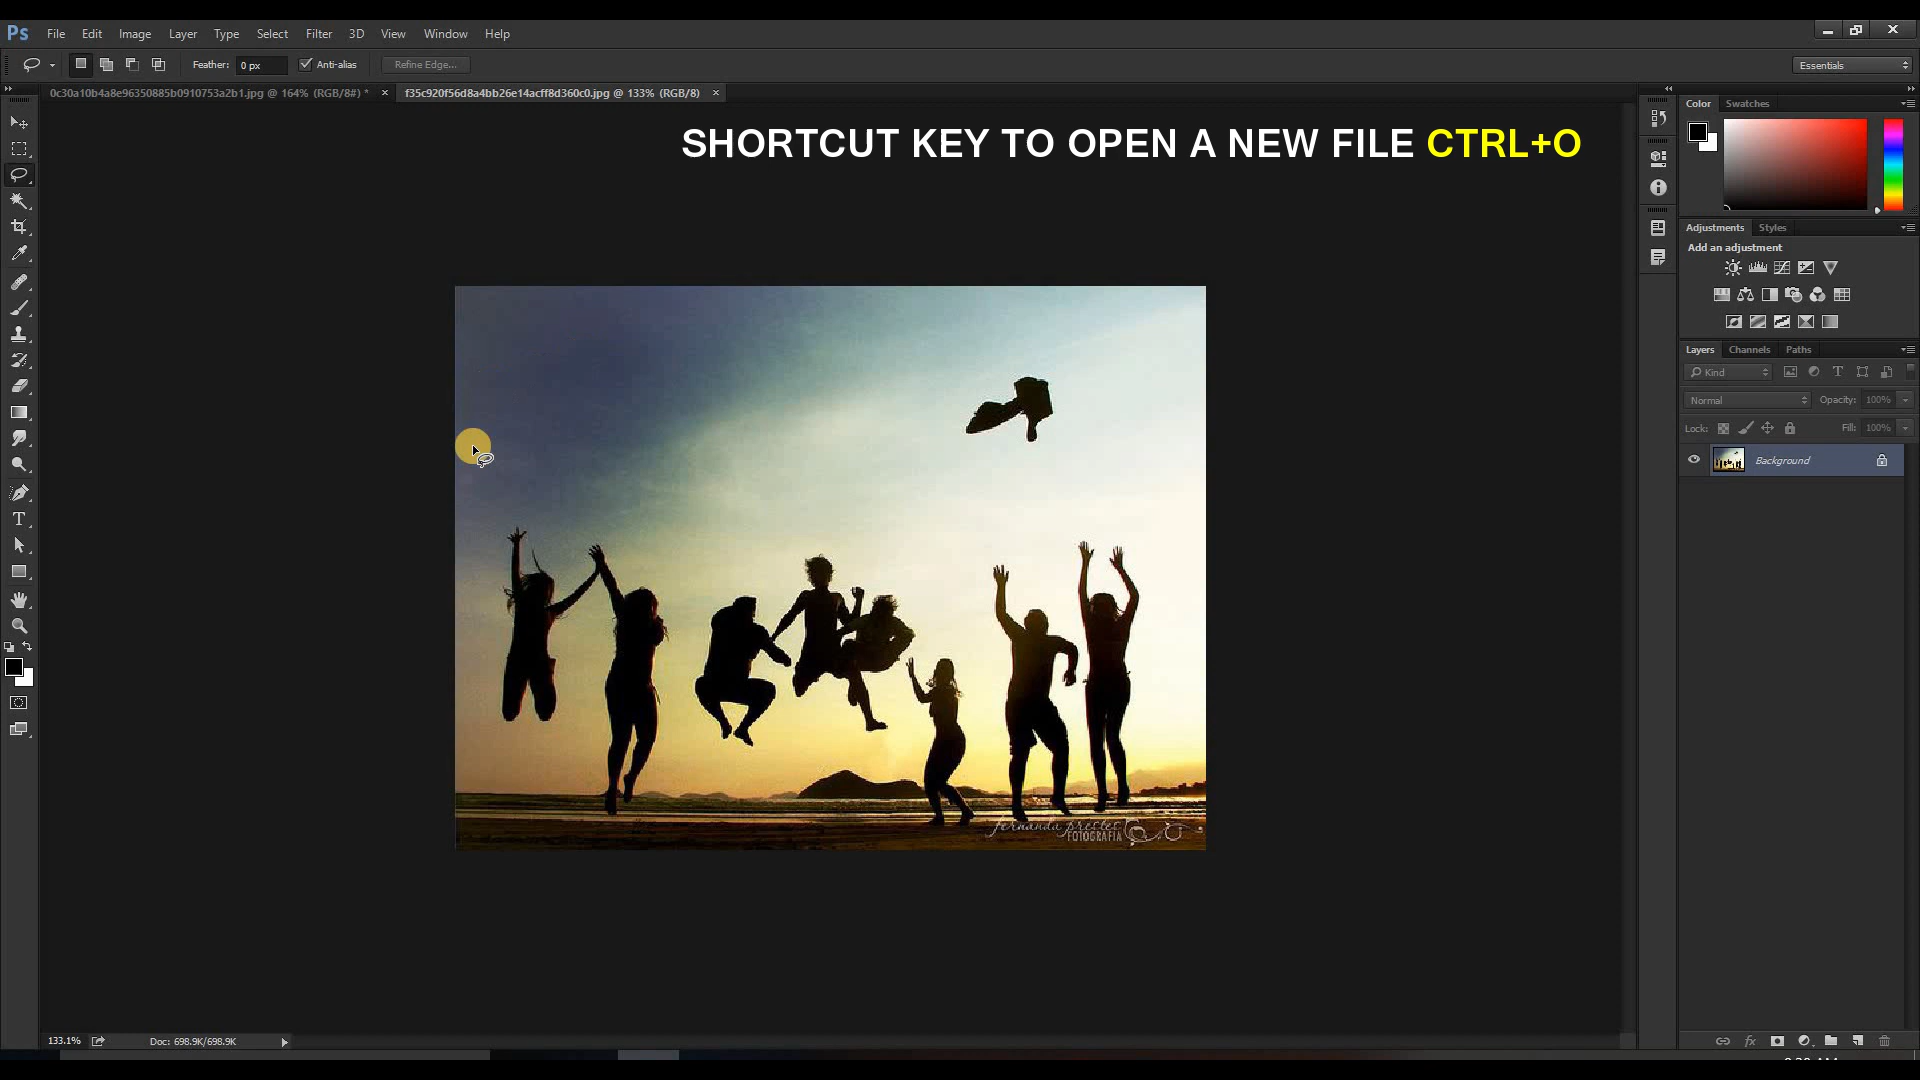 Ps File Edit Image Layer Type Select Filter 3D View Window Help
Feather: 0 px Anti-alias Refine Edge... Essentials
0c30a10b4a8e96350885b0910753a2b1.jpg @ 164% (RGB/8#) * × f35c920f56d8a4bb26e14acff8d360c0.jpg @ 133% (RGB/8) ×
Color Swatches
SHORTCUT KEY TO OPEN A NEW FILE CTRL+O
Adjustments Styles
Add an adjustment
Layers Channels Paths
Kind
Normal Opacity: 100%
Lock: Fill: 100%
Background
fernanda prestes
FOTOGRAFIA
133.1% Doc: 698.9K/698.9K